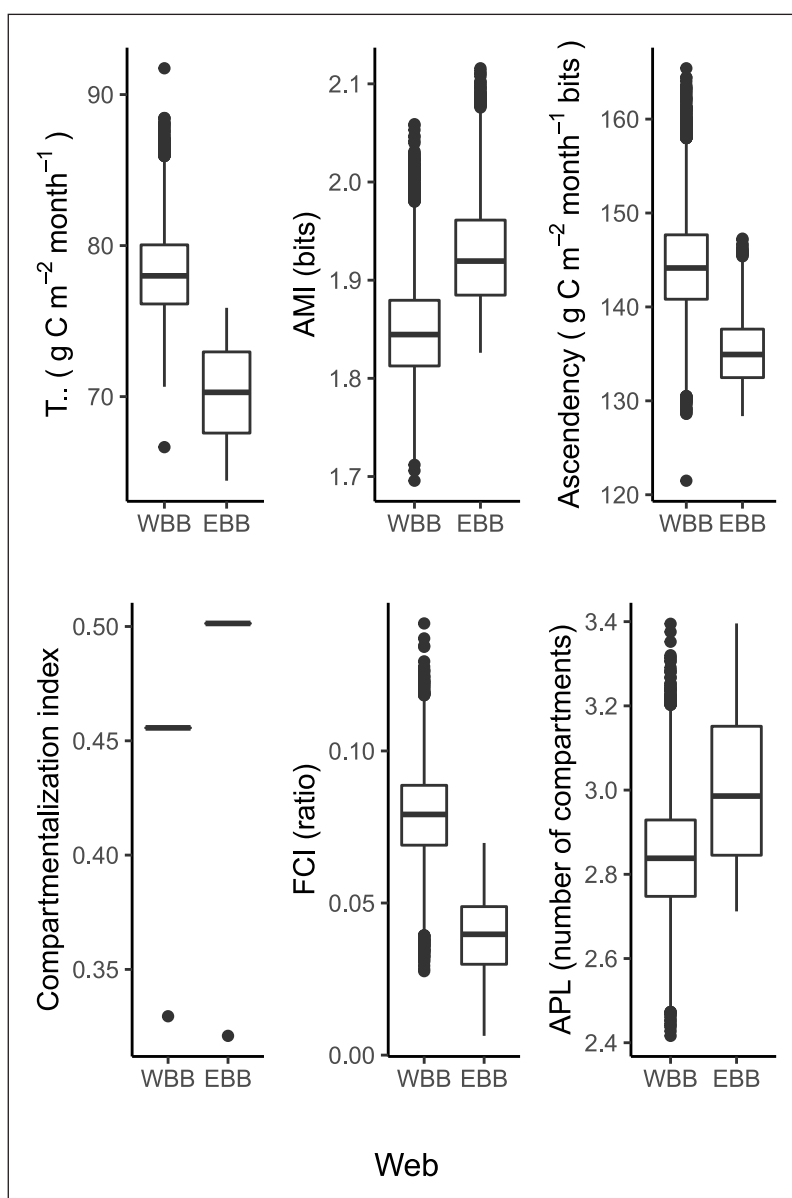 T.. ( g C m⁻² month⁻¹ )
90
80
70
WBB EBB
AMI (bits)
2.1
2.0
1.9
1.8
1.7
WBB EBB
Ascendency ( g C m⁻² month⁻¹ bits )
160
150
140
130
120
WBB EBB
Compartmentalization index
0.50
0.45
0.40
0.35
WBB EBB
FCI (ratio)
0.10
0.05
0.00
WBB EBB
APL (number of compartments)
3.4
3.2
3.0
2.8
2.6
2.4
WBB EBB
Web